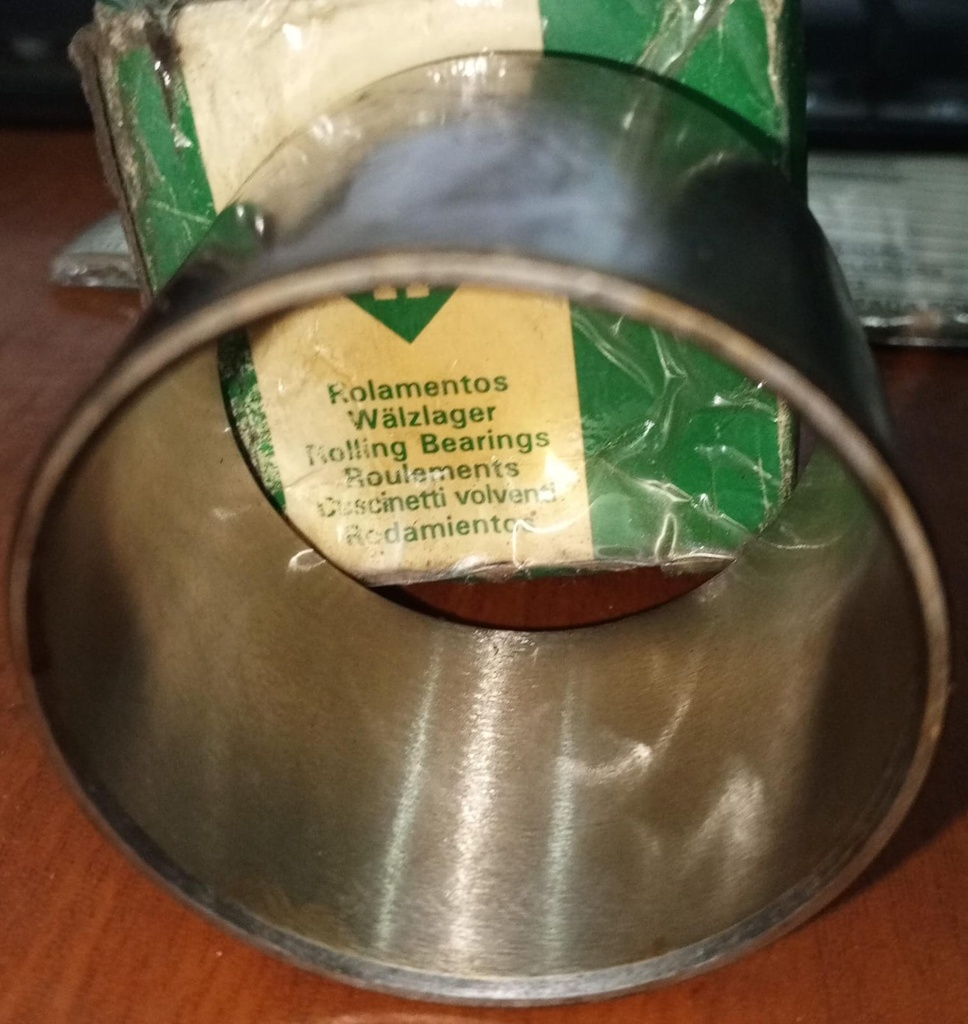 Rolamentos
Wälzlager
Rolling Bearings
Roulements
Cuscinetti volventi
Rodamientos